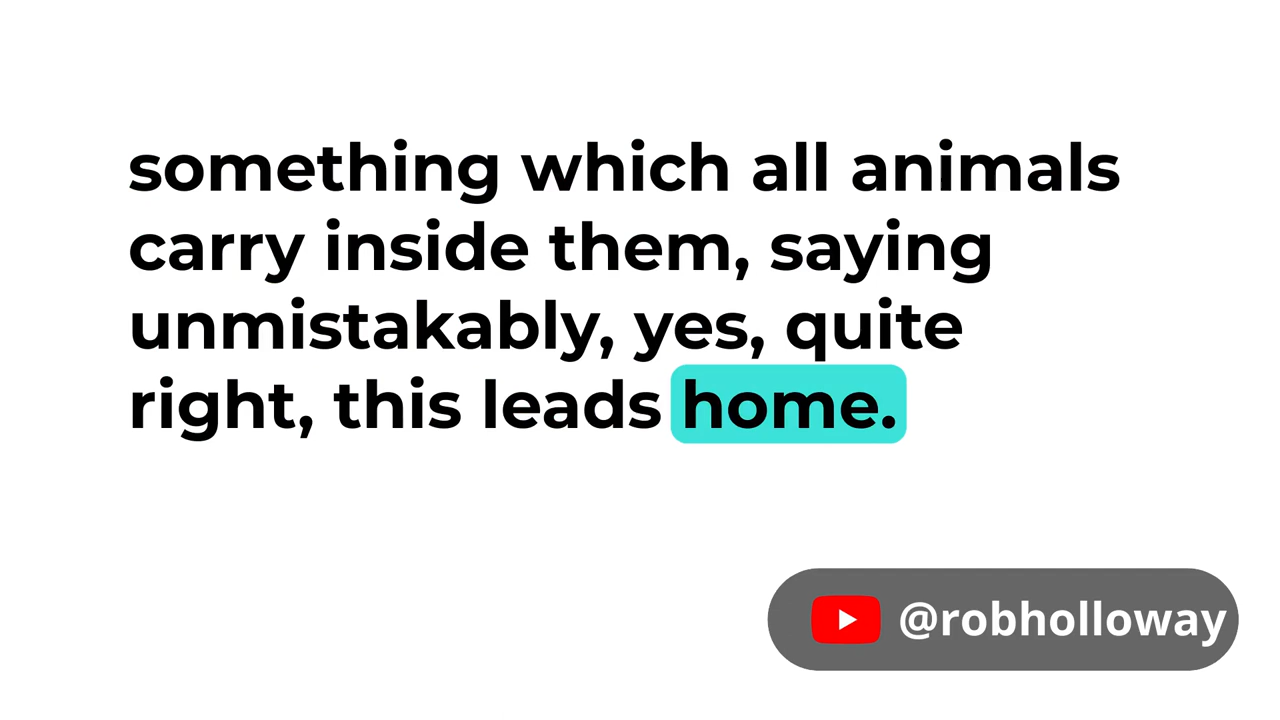 something which all animals
carry inside them, saying
unmistakably, yes, quite
right, this leads home.
@robholloway